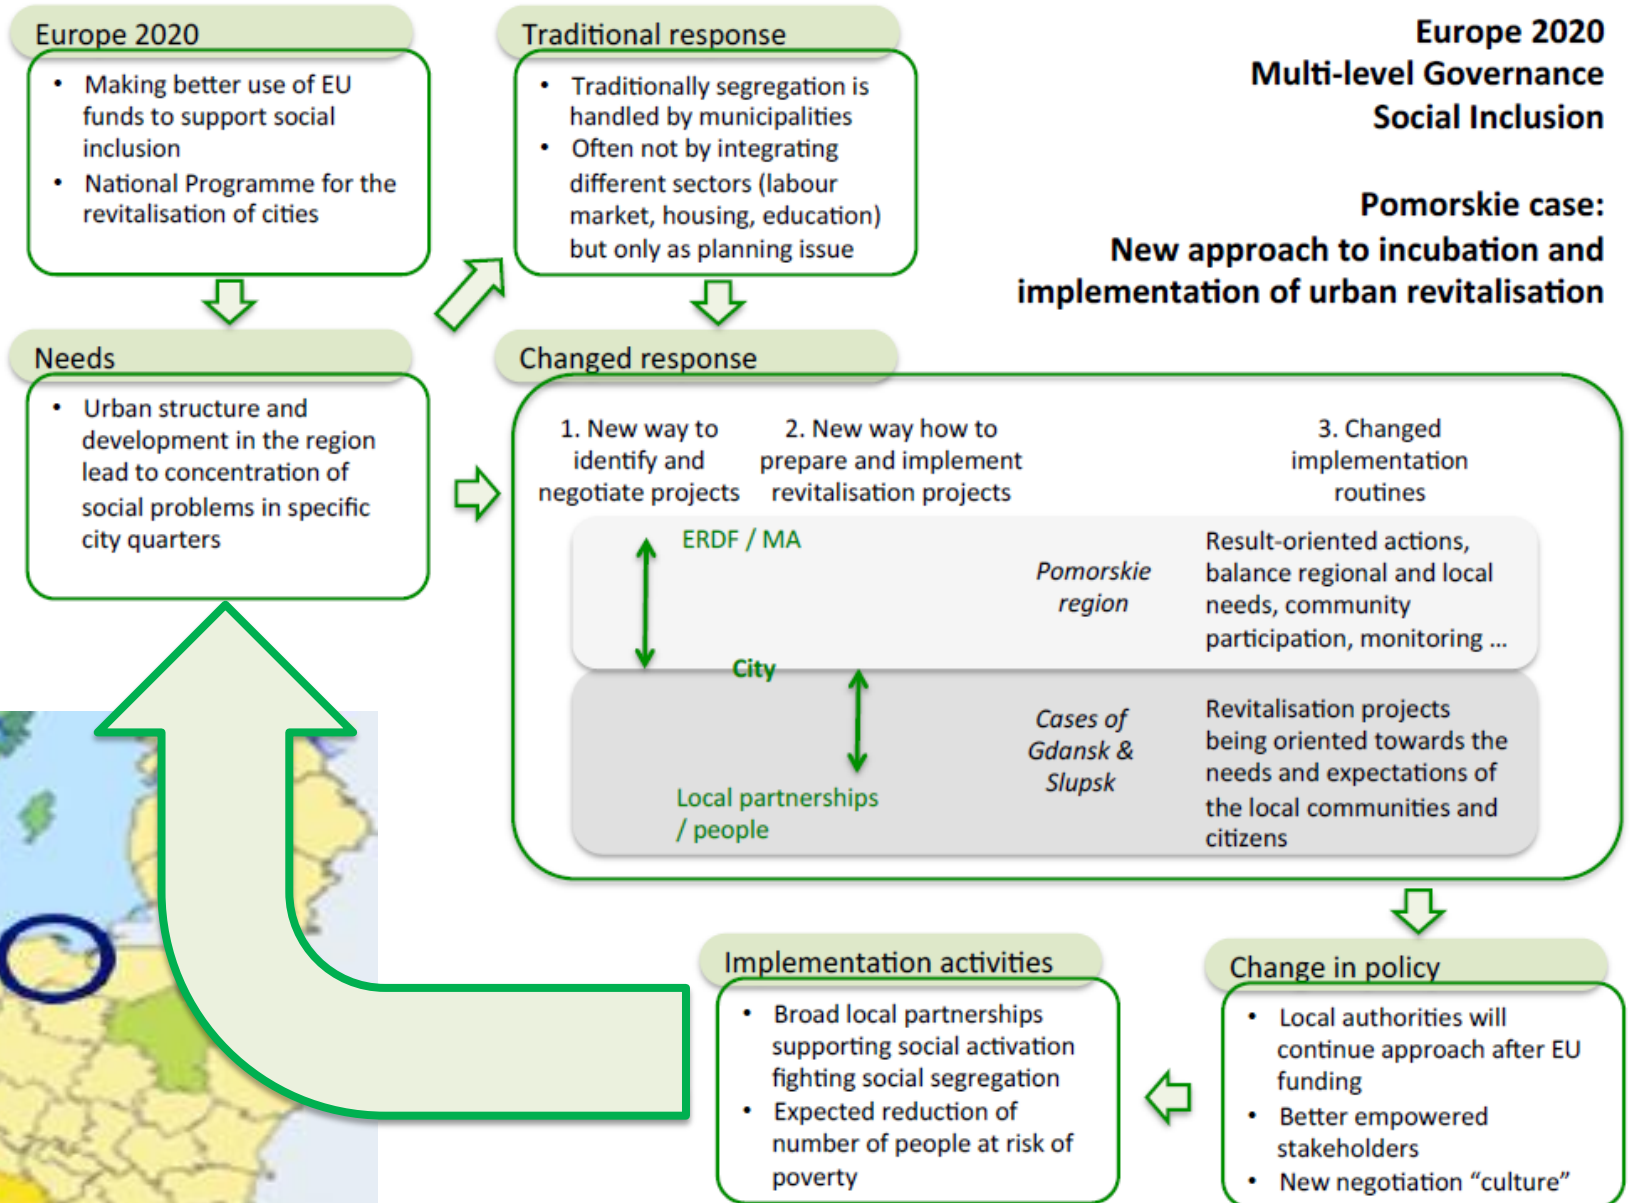 Europe 2020
• Making better use of EU
funds to support social
inclusion
• National Programme for the
revitalisation of cities
Traditional response
• Traditionally segregation is
handled by municipalities
• Often not by integrating
different sectors (labour
market, housing, education)
but only as planning issue
Europe 2020
Multi-level Governance
Social Inclusion
Pomorskie case:
New approach to incubation and
implementation of urban revitalisation
Needs
• Urban structure and
development in the region
lead to concentration of
social problems in specific
city quarters
Changed response
1. New way to
identify and
negotiate projects
2. New way how to
prepare and implement
revitalisation projects
3. Changed
implementation
routines
ERDF / MA
Pomorskie
region
Result-oriented actions,
balance regional and local
needs, community
participation, monitoring ...
City
Cases of
Gdansk &
Slupsk
Revitalisation projects
being oriented towards the
needs and expectations of
the local communities and
citizens
Local partnerships
/ people
Implementation activities
• Broad local partnerships
supporting social activation
fighting social segregation
• Expected reduction of
number of people at risk of
poverty
Change in policy
• Local authorities will
continue approach after EU
funding
• Better empowered
stakeholders
• New negotiation “culture”